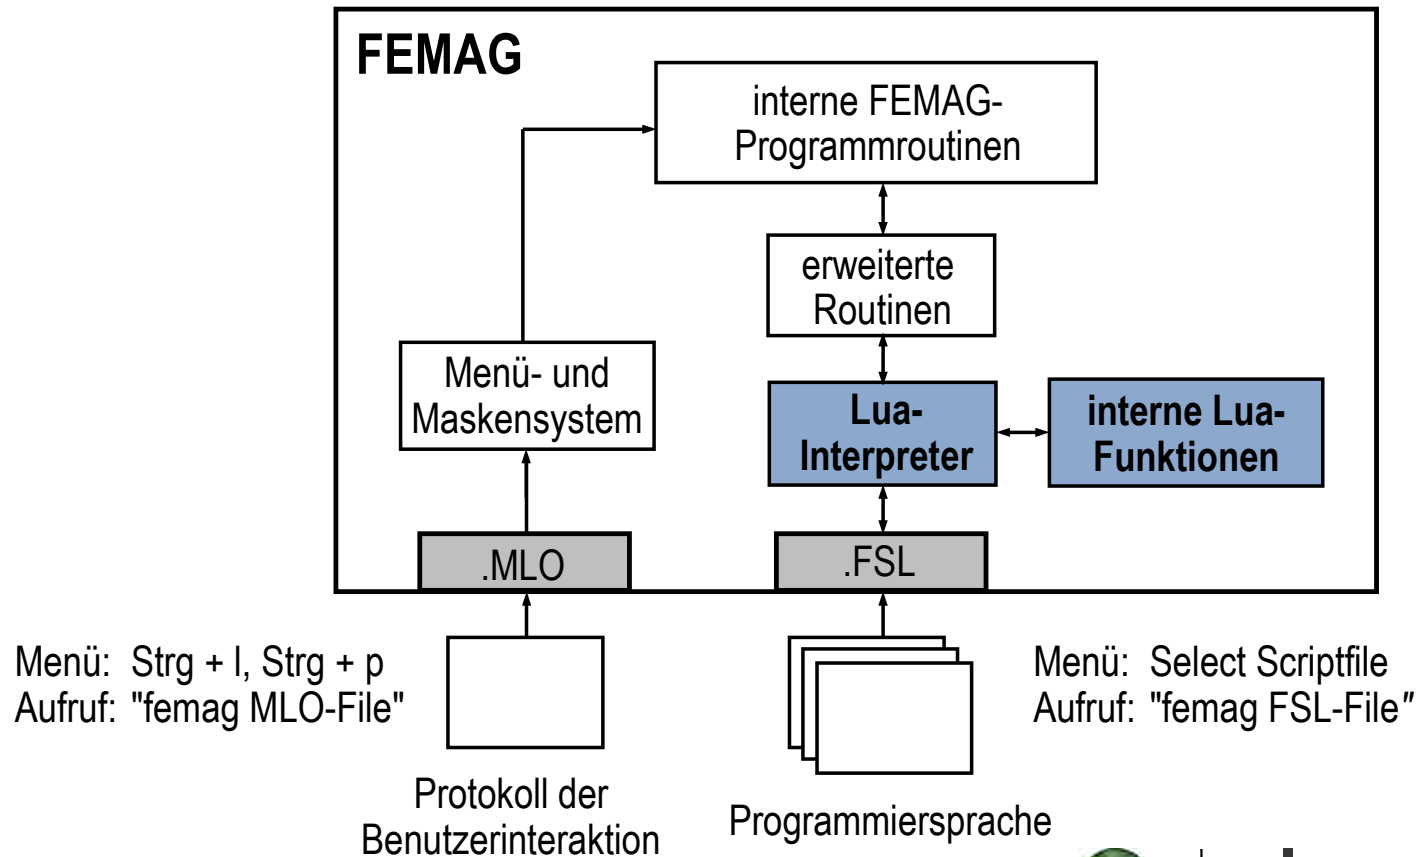 FEMAG
interne FEMAG-
Programmroutinen
erweiterte
Routinen
Menü- und
Maskensystem
Lua-
Interpreter
interne Lua-
Funktionen
.MLO
.FSL
Menü: Strg + l, Strg + p
Aufruf: "femag MLO-File"
Menü: Select Scriptfile
Aufruf: "femag FSL-File"
Protokoll der
Benutzerinteraktion
Programmiersprache